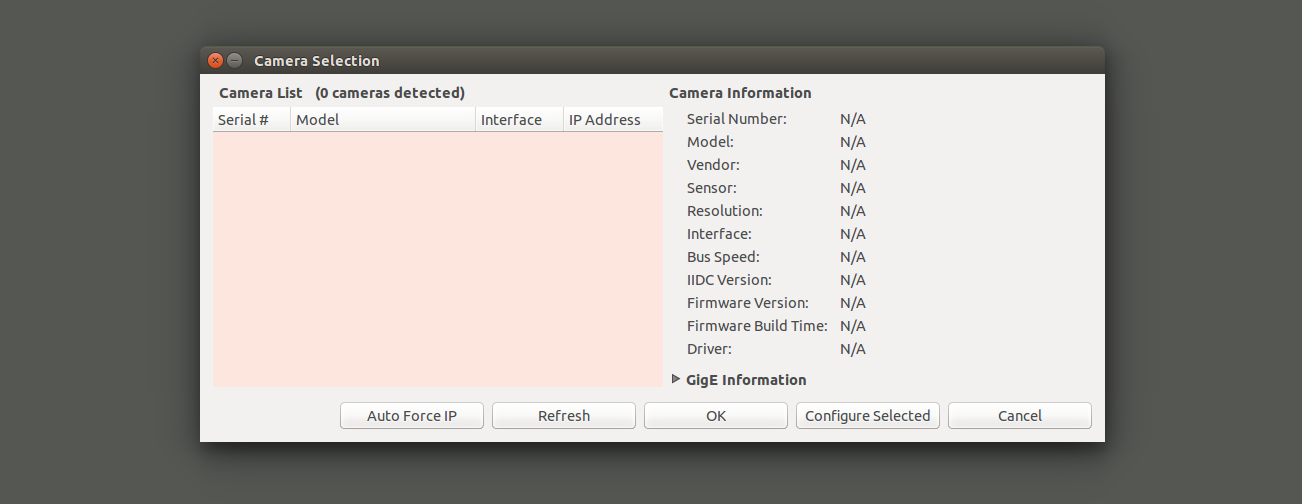 Camera Selection
Camera List (0 cameras detected)
Serial # Model Interface IP Address
Camera Information
Serial Number: N/A
Model: N/A
Vendor: N/A
Sensor: N/A
Resolution: N/A
Interface: N/A
Bus Speed: N/A
IIDC Version: N/A
Firmware Version: N/A
Firmware Build Time: N/A
Driver: N/A
GigE Information
Auto Force IP Refresh OK Configure Selected Cancel